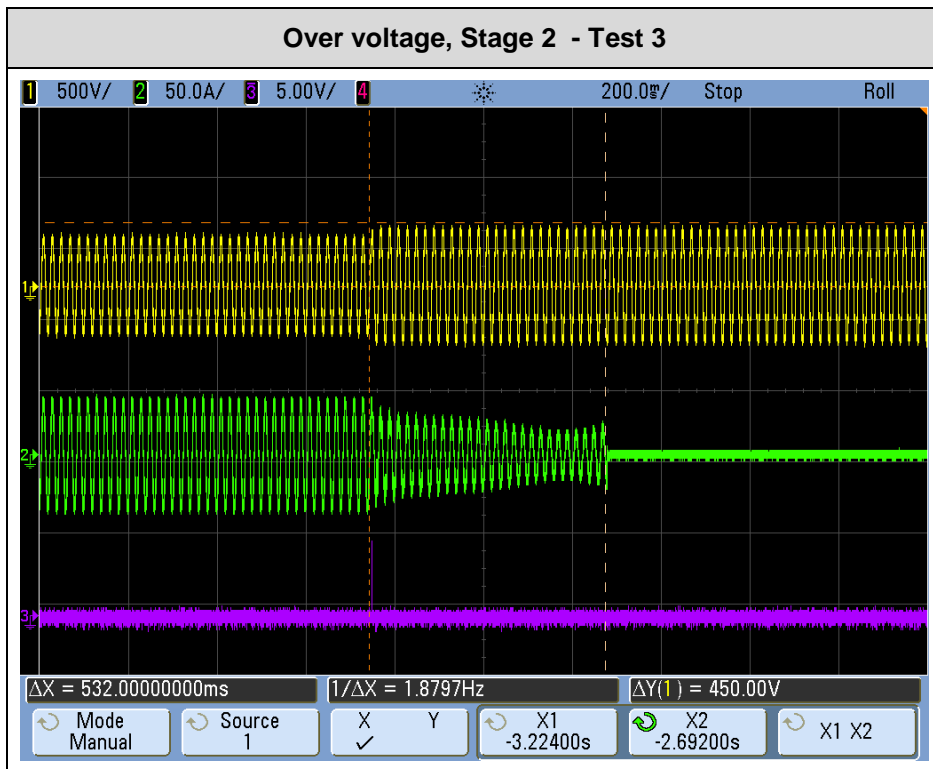 Over voltage, Stage 2 - Test 3
1 500V/ 2 50.0A/ 3 5.00V/ 4 200.0m/ Stop Roll
1
2
3
ΔX = 532.00000000ms 1/ΔX = 1.8797Hz ΔY(1) = 450.00V
Mode Manual
Source 1
X Y ✓
X1 -3.22400s
X2 -2.69200s
X1 X2